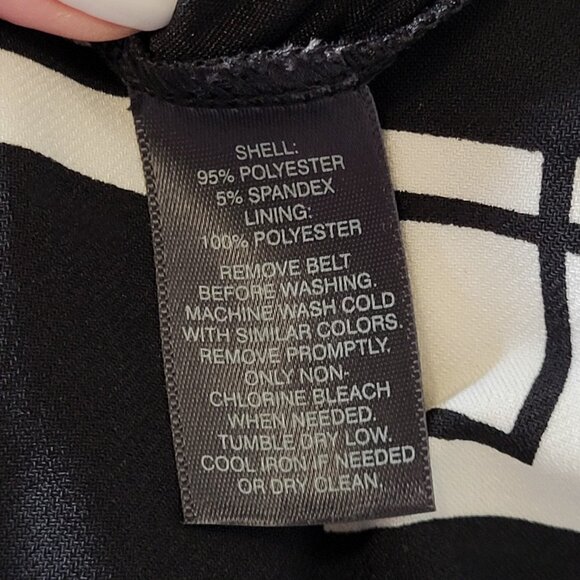 SHELL:
95% POLYESTER
5% SPANDEX
LINING:
100% POLYESTER
REMOVE BELT
BEFORE WASHING.
MACHINE WASH COLD
WITH SIMILAR COLORS.
REMOVE PROMPTLY.
ONLY NON-
CHLORINE BLEACH
WHEN NEEDED.
TUMBLE DRY LOW.
COOL IRON IF NEEDED
OR DRY CLEAN.